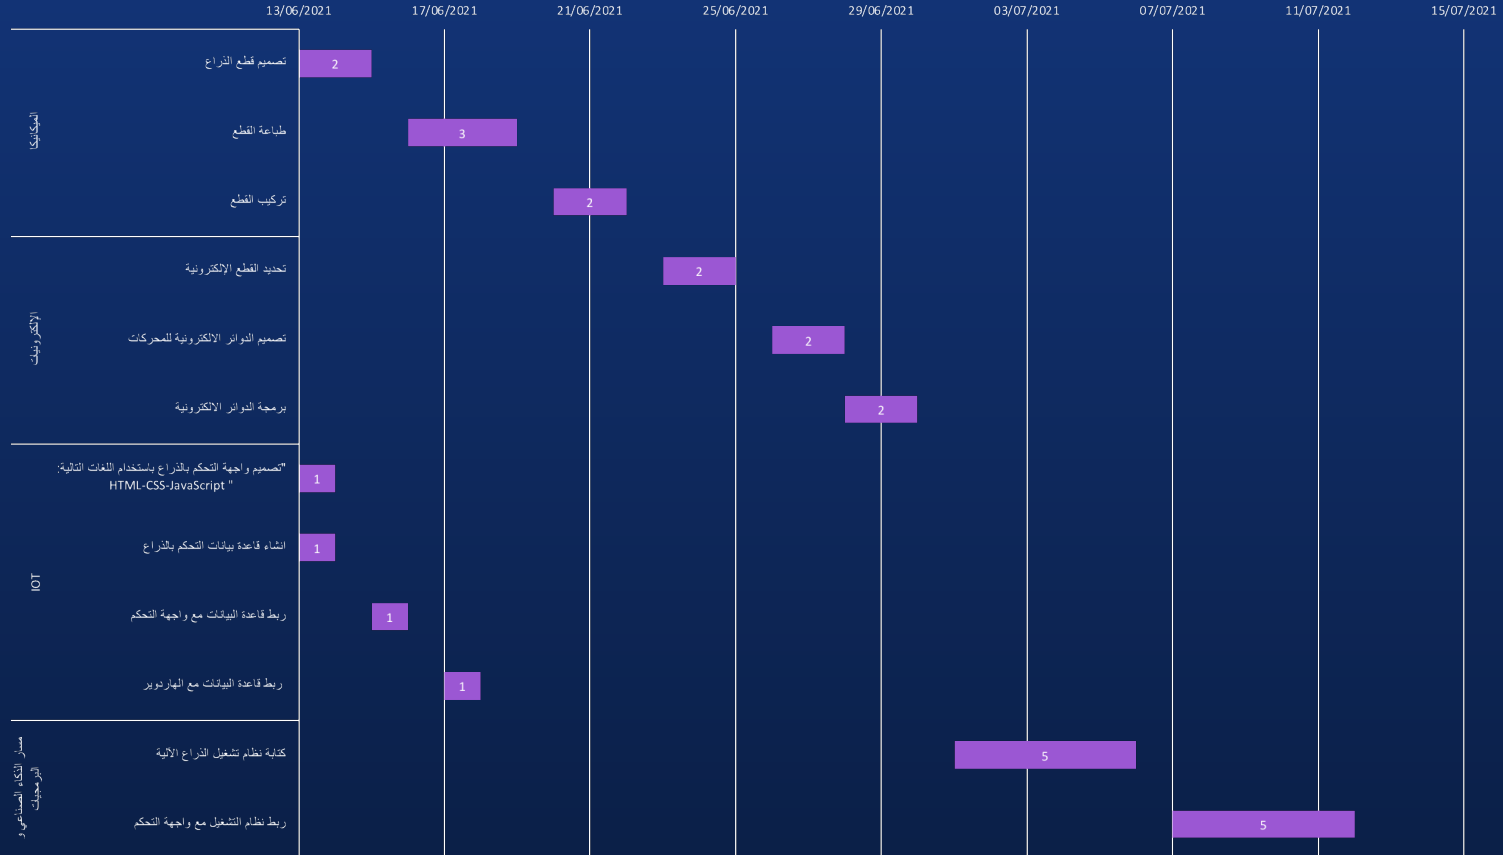 13/06/2021 17/06/2021 21/06/2021 25/06/2021 29/06/2021 03/07/2021 07/07/2021 11/07/2021 15/07/2021
الميكانيكا
تصميم قطع الذراع
2
طباعة القطع
3
تركيب القطع
2
الإلكترونيات
تحديد القطع الإلكترونية
2
تصميم الدوائر الالكترونية للمحركات
2
برمجة الدوائر الالكترونية
2
IOT
"تصميم واجهة التحكم بالذراع باستخدام اللغات التالية:
HTML-CSS-JavaScript "
1
انشاء قاعدة بيانات التحكم بالذراع
1
ربط قاعدة البيانات مع واجهة التحكم
1
ربط قاعدة البيانات مع الهاردوير
1
مسار الذكاء الصناعي و
البرمجيات
كتابة نظام تشغيل الذراع الآلية
5
ربط نظام التشغيل مع واجهة التحكم
5